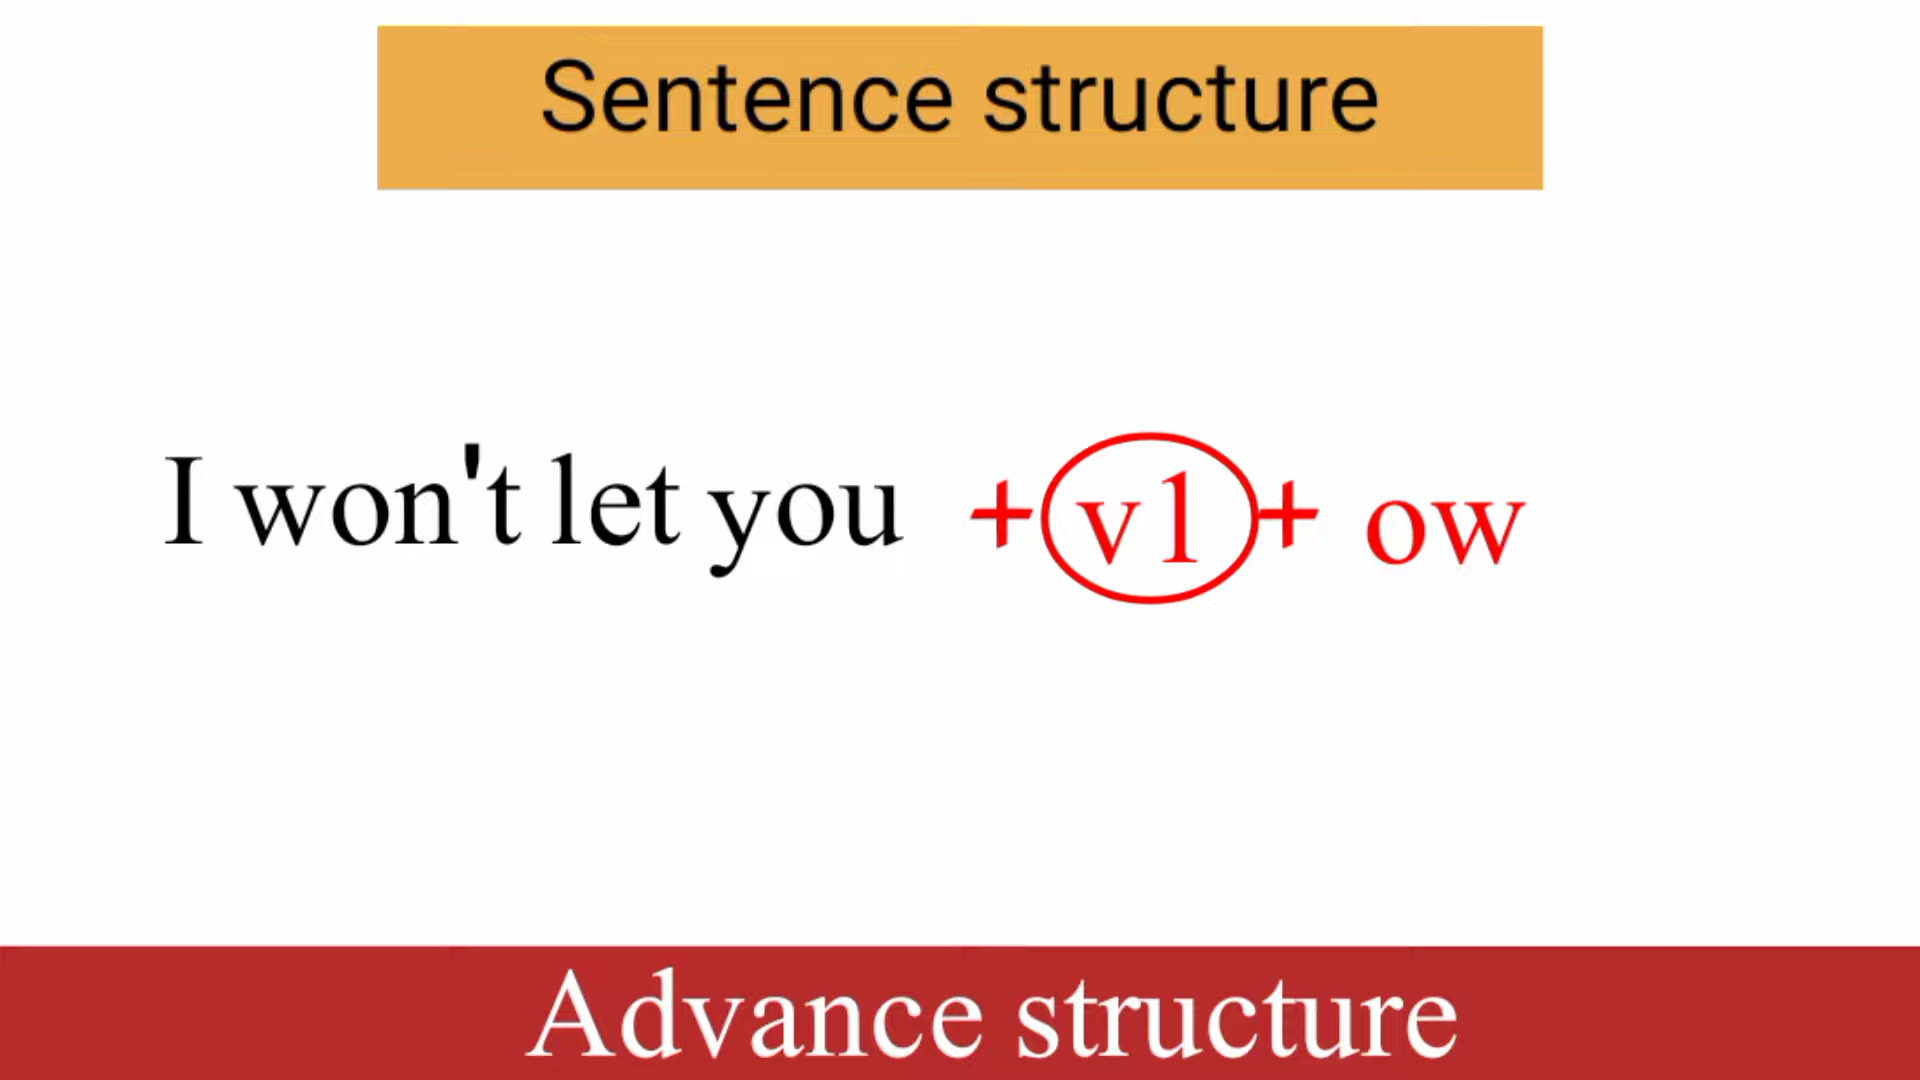 Sentence structure
I won't let you + v1 + ow
Advance structure